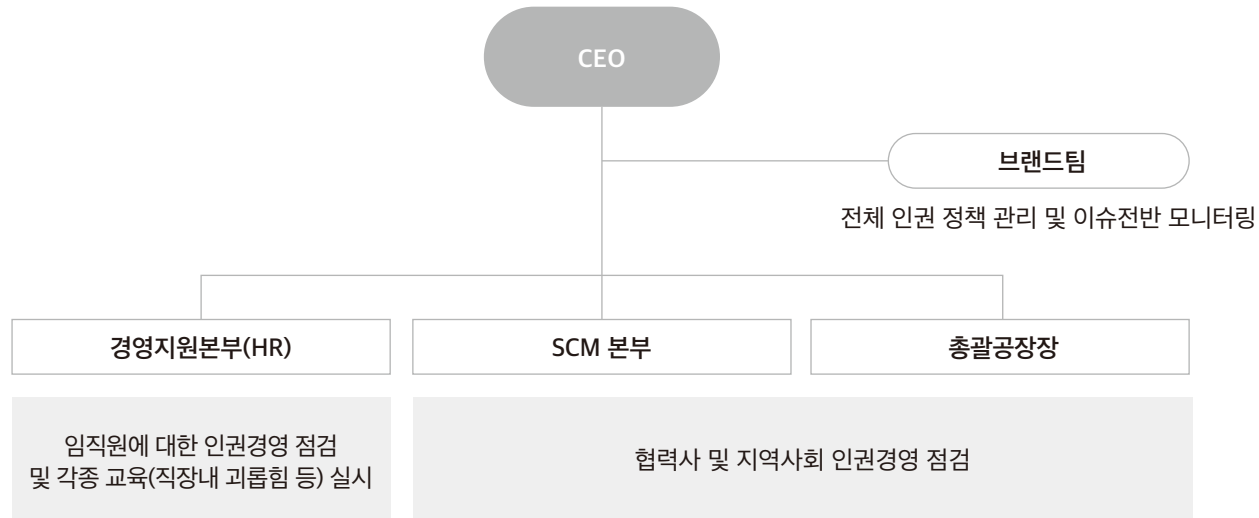 CEO
브랜드팀
전체 인권 정책 관리 및 이슈전반 모니터링
경영지원본부(HR)
SCM 본부
총괄공장장
임직원에 대한 인권경영 점검
및 각종 교육(직장내 괴롭힘 등) 실시
협력사 및 지역사회 인권경영 점검